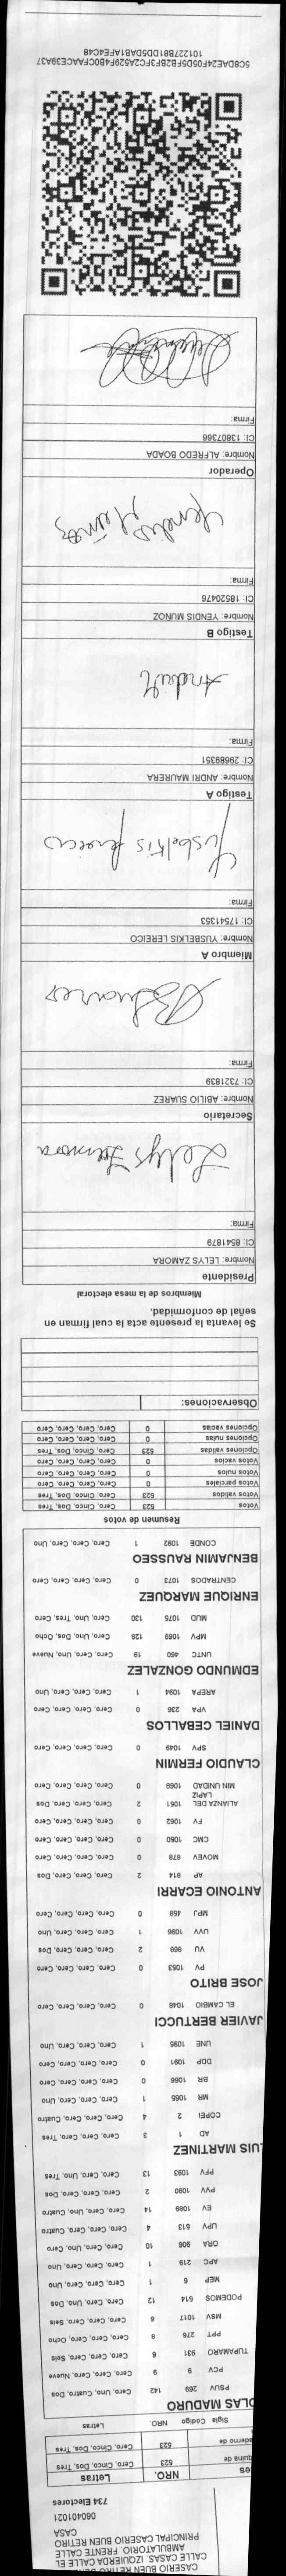 CASERIO BUEN RETIRO
CALLE CASAS. IZQUIERDA CALLE EL
AMBULATORIO. FRENTE CALLE
PRINCIPAL CASERIO BUEN RETIRO
CASA
060401021
734 Electores
es NRO. Letras
quina de 523 Cero, Cinco, Dos, Tres
aderno de 523 Cero, Cinco, Dos, Tres
Sigla Código NRO. Letras
OLAS MADURO
PSUV 269 142 Cero, Uno, Cuatro, Dos
PCV 9 9 Cero, Cero, Cero, Nueve
TUPAMARO 931 6 Cero, Cero, Cero, Seis
PPT 276 8 Cero, Cero, Cero, Ocho
MSV 1017 6 Cero, Cero, Cero, Seis
PODEMOS 514 12 Cero, Cero, Uno, Dos
MEP 6 1 Cero, Cero, Cero, Uno
APC 219 1 Cero, Cero, Cero, Uno
ORA 906 10 Cero, Cero, Uno, Cero
UPV 513 4 Cero, Cero, Cero, Cuatro
EV 1089 14 Cero, Cero, Uno, Cuatro
PVV 1090 2 Cero, Cero, Cero, Dos
PFV 1093 13 Cero, Cero, Uno, Tres
UIS MARTINEZ
AD 1 3 Cero, Cero, Cero, Tres
COPEI 2 4 Cero, Cero, Cero, Cuatro
MR 1065 1 Cero, Cero, Cero, Uno
BR 1066 0 Cero, Cero, Cero, Cero
DDP 1091 0 Cero, Cero, Cero, Cero
UNE 1095 1 Cero, Cero, Cero, Uno
JAVIER BERTUCCI
EL CAMBIO 1048 0 Cero, Cero, Cero, Cero
JOSE BRITO
PV 1053 0 Cero, Cero, Cero, Cero
VU 868 2 Cero, Cero, Cero, Dos
UVV 1096 1 Cero, Cero, Cero, Uno
MPJ 458 0 Cero, Cero, Cero, Cero
ANTONIO ECARRI
AP 814 2 Cero, Cero, Cero, Dos
MOVEV 878 0 Cero, Cero, Cero, Cero
CMC 1050 0 Cero, Cero, Cero, Cero
FV 1062 0 Cero, Cero, Cero, Cero
ALIANZA DEL 1051 2 Cero, Cero, Cero, Dos
LAPIZ
MIN UNIDAD 1069 0 Cero, Cero, Cero, Cero
CLAUDIO FERMIN
SPV 1049 0 Cero, Cero, Cero, Cero
DANIEL CEBALLOS
VPA 236 0 Cero, Cero, Cero, Cero
AREPA 1094 1 Cero, Cero, Cero, Uno
EDMUNDO GONZALEZ
UNTC 460 19 Cero, Cero, Uno, Nueve
MPV 1069 128 Cero, Uno, Dos, Ocho
MUD 1075 130 Cero, Uno, Tres, Cero
ENRIQUE MARQUEZ
CENTRADOS 1073 0 Cero, Cero, Cero, Cero
BENJAMIN RAUSSEO
CONDE 1092 1 Cero, Cero, Cero, Uno
Resumen de votos
Votos 523 Cero, Cinco, Dos, Tres
Votos validos 523 Cero, Cinco, Dos, Tres
Votos parciales 0 Cero, Cero, Cero, Cero
Votos nulos 0 Cero, Cero, Cero, Cero
Votos vacios 0 Cero, Cero, Cero, Cero
Opciones validas 523 Cero, Cinco, Dos, Tres
Opciones nulas 0 Cero, Cero, Cero, Cero
Opciones vacias 0 Cero, Cero, Cero, Cero
Observaciones:
Se levanta la presente acta la cual firman en
señal de conformidad.
Miembros de la mesa electoral
Presidente
Nombre: LELYS ZAMORA
CI: 8541879
Firma:
Lelys Zamora
Secretario
Nombre: ABILIO SUAREZ
CI: 7321839
Firma:
BSuarez
Miembro A
Nombre: YUSBELKIS LEREICO
CI: 17541353
Firma:
Yusbelkis Lereico
Testigo A
Nombre: ANDRI MAURERA
CI: 29689351
Firma:
Testigo B
Nombre: YENDIS MUÑOZ
CI: 18520476
Firma:
Yendis Muñoz
Operador
Nombre: ALFREDO BOADA
CI: 13807366
Firma:
5C8DAE24F05D5FB2BF3FC2A529F4B0CFAACE39A37
101227B81DD5DAB1AFE4C48